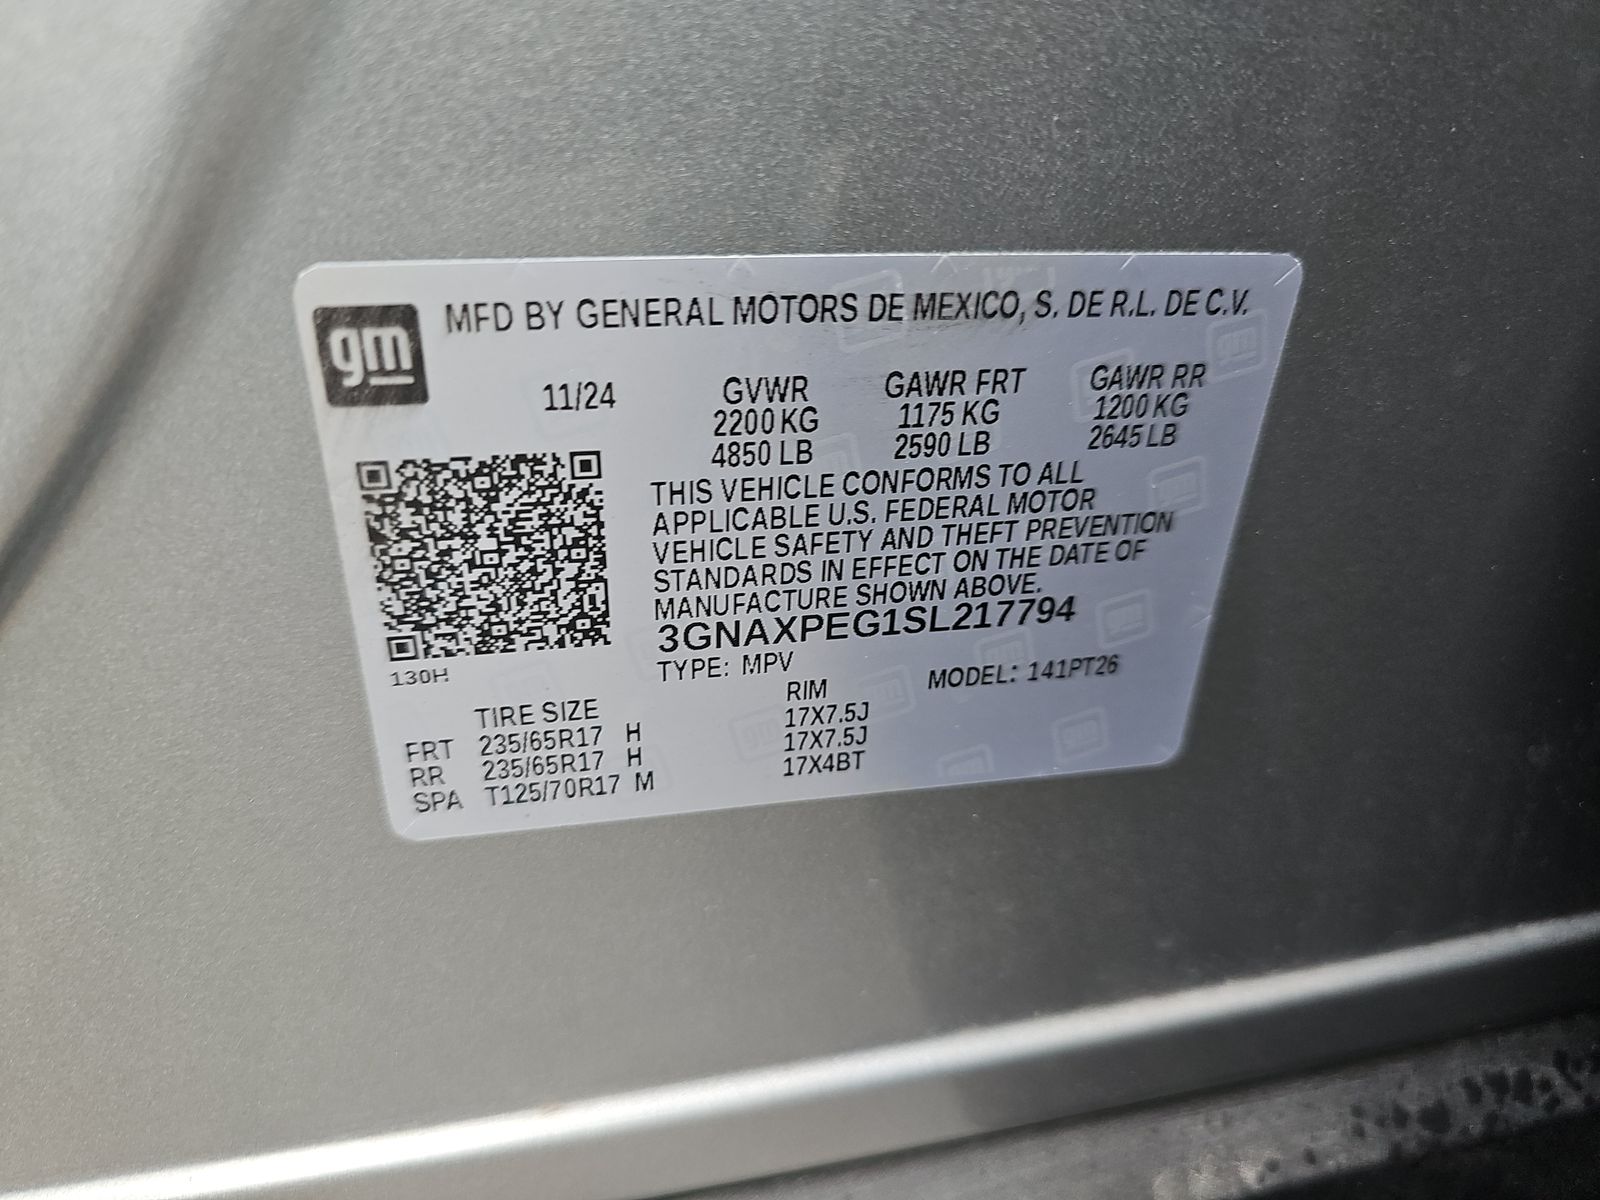 gm
MFD BY GENERAL MOTORS DE MEXICO, S. DE R.L. DE C.V.
11/24 GVWR GAWR FRT GAWR RR
2200 KG 1175 KG 1200 KG
4850 LB 2590 LB 2645 LB
THIS VEHICLE CONFORMS TO ALL
APPLICABLE U.S. FEDERAL MOTOR
VEHICLE SAFETY AND THEFT PREVENTION
STANDARDS IN EFFECT ON THE DATE OF
MANUFACTURE SHOWN ABOVE.
3GNAXPEG1SL217794
130H TYPE: MPV MODEL: 141PT26
TIRE SIZE RIM
FRT 235/65R17 H 17X7.5J
RR 235/65R17 H 17X7.5J
SPA T125/70R17 M 17X4BT